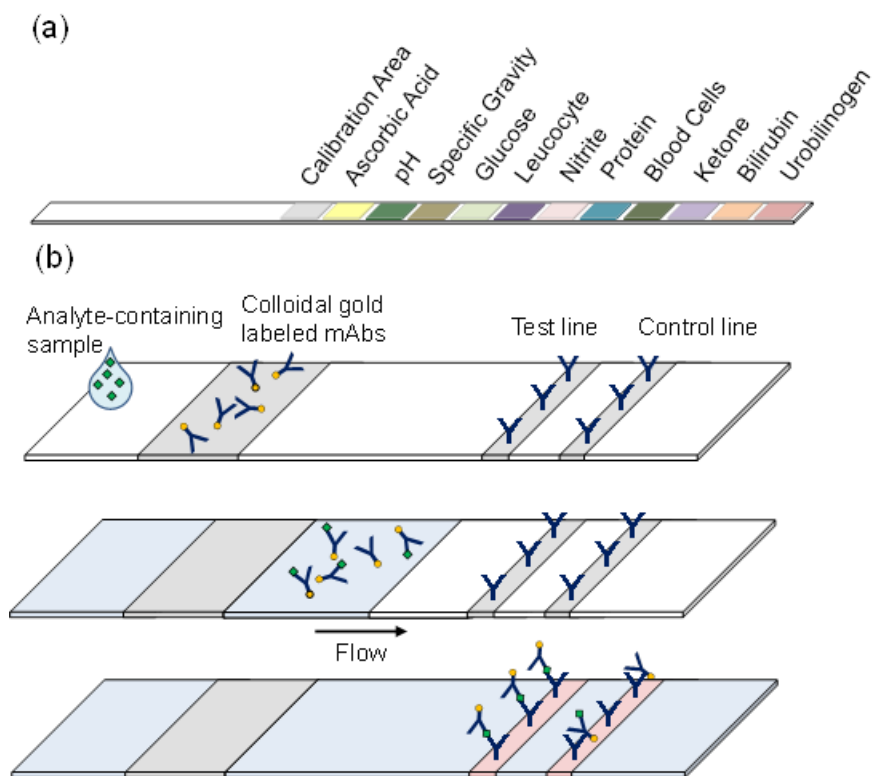 (a)
Calibration Area
Ascorbic Acid
pH
Specific Gravity
Glucose
Leucocyte
Nitrite
Protein
Blood Cells
Ketone
Bilirubin
Urobilinogen
(b)
Analyte-containing
sample
Colloidal gold
labeled mAbs
Test line
Control line
Flow